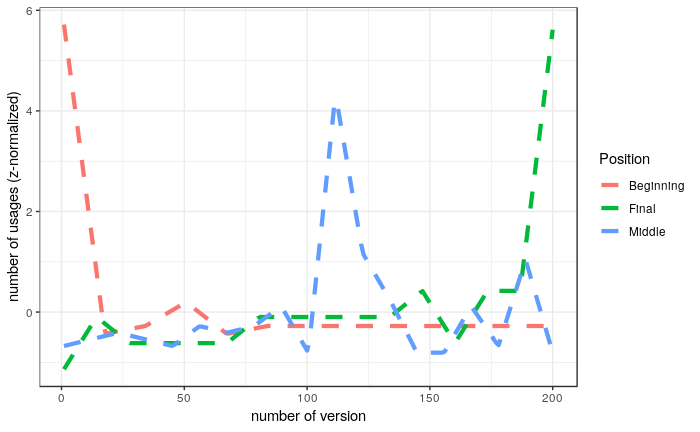 6
4
2
0
number of usages (z-normalized)
0
50
100
150
200
number of version
Position
Beginning
Final
Middle